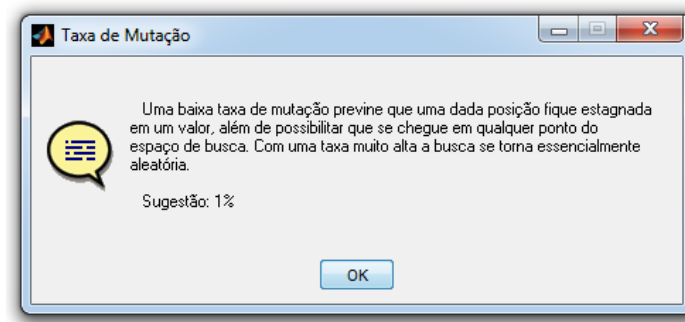 Taxa de Mutação
Uma baixa taxa de mutação previne que uma dada posição fique estagnada
em um valor, além de possibilitar que se chegue em qualquer ponto do
espaço de busca. Com uma taxa muito alta a busca se torna essencialmente
aleatória.
Sugestão: 1%
OK